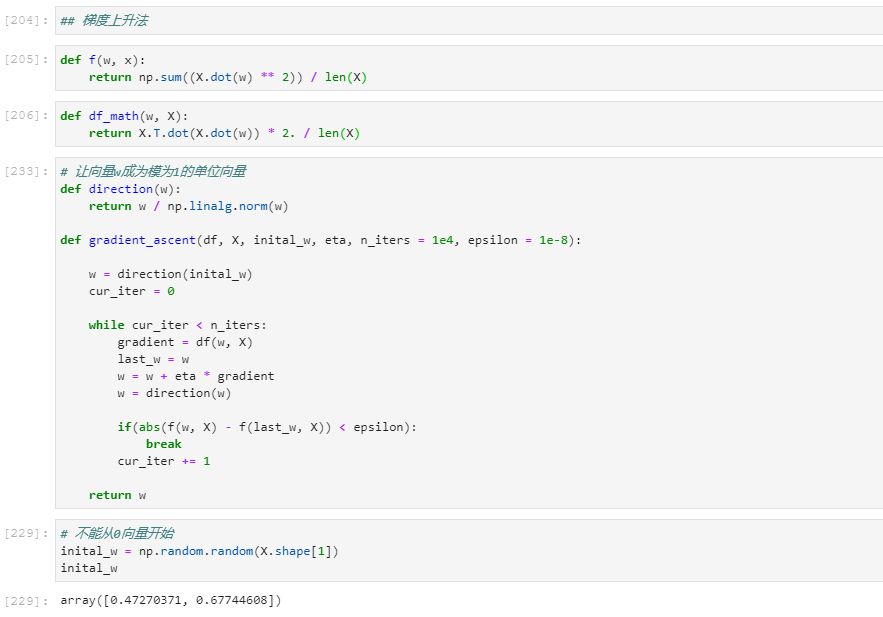 [204]: ## 梯度上升法
[205]: def f(w, x):
return np.sum((X.dot(w) ** 2)) / len(X)
[206]: def df_math(w, X):
return X.T.dot(X.dot(w)) * 2. / len(X)
[233]: # 让向量w成为模为1的单位向量
def direction(w):
return w / np.linalg.norm(w)
def gradient_ascent(df, X, inital_w, eta, n_iters = 1e4, epsilon = 1e-8):
w = direction(inital_w)
cur_iter = 0
while cur_iter < n_iters:
gradient = df(w, X)
last_w = w
w = w + eta * gradient
w = direction(w)
if(abs(f(w, X) - f(last_w, X)) < epsilon):
break
cur_iter += 1
return w
[229]: # 不能从0向量开始
inital_w = np.random.random(X.shape[1])
inital_w
[229]: array([0.47270371, 0.67744608])